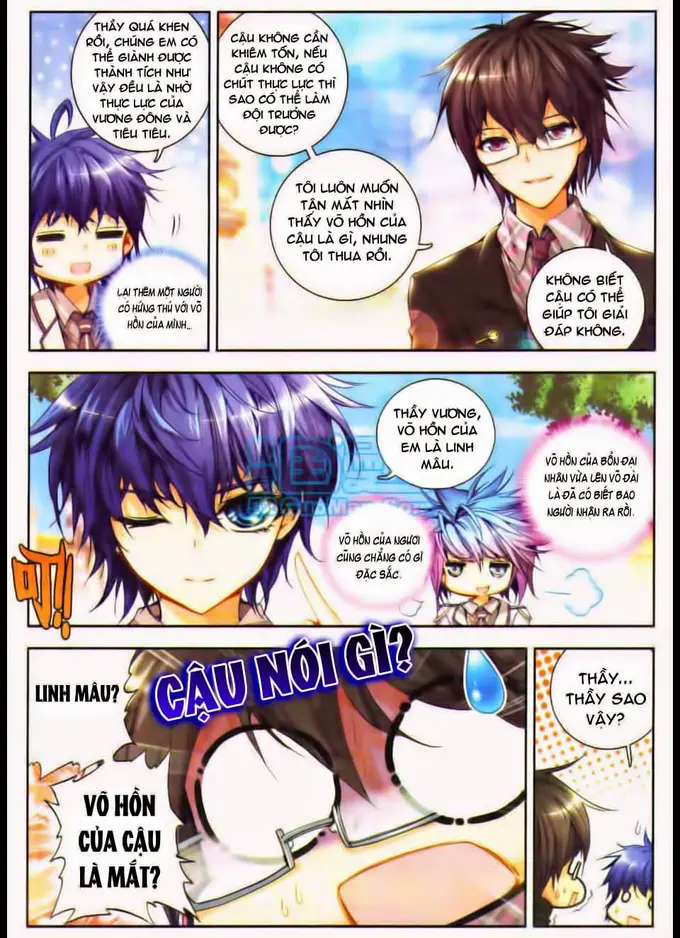 THẦY QUÁ KHEN
RỒI, CHÚNG EM CÓ
THỂ GIÀNH ĐƯỢC
THÀNH TÍCH NHƯ
VẬY ĐỀU LÀ NHỜ
THỰC LỰC CỦA
VƯƠNG ĐÔNG VÀ
TIÊU TIÊU.
LẠI THÊM MỘT NGƯỜI
CÓ HỨNG THÚ VỚI VÕ
HỒN CỦA MÌNH...
CẬU KHÔNG CẦN
KHIÊM TỐN, NẾU
CẬU KHÔNG CÓ
CHÚT THỰC LỰC THÌ
SAO CÓ THỂ LÀM
ĐỘI TRƯỞNG
ĐƯỢC?
TÔI LUÔN MUỐN
TẬN MẮT NHÌN
THẤY VÕ HỒN CỦA
CẬU LÀ GÌ, NHƯNG
TÔI THUA RỒI.
KHÔNG BIẾT
CẬU CÓ THỂ
GIÚP TÔI GIẢI
ĐÁP KHÔNG.
THẦY VƯƠNG,
VÕ HỒN CỦA
EM LÀ LINH
MÂU.
VÕ HỒN CỦA BỔN ĐẠI
NHÂN VỪA LÊN VÕ ĐÀI
LÀ ĐÃ CÓ BIẾT BAO
NGƯỜI NHẬN RA RỒI.
VÕ HỒN CỦA NGƯƠI
CŨNG CHẲNG CÓ GÌ
ĐẶC SẮC.
叮!!
CẬU NÓI GÌ?
LINH MÂU?
VÕ HỒN
CỦA CẬU
LÀ MẮT?
THẦY...
THẦY SAO
VẬY?